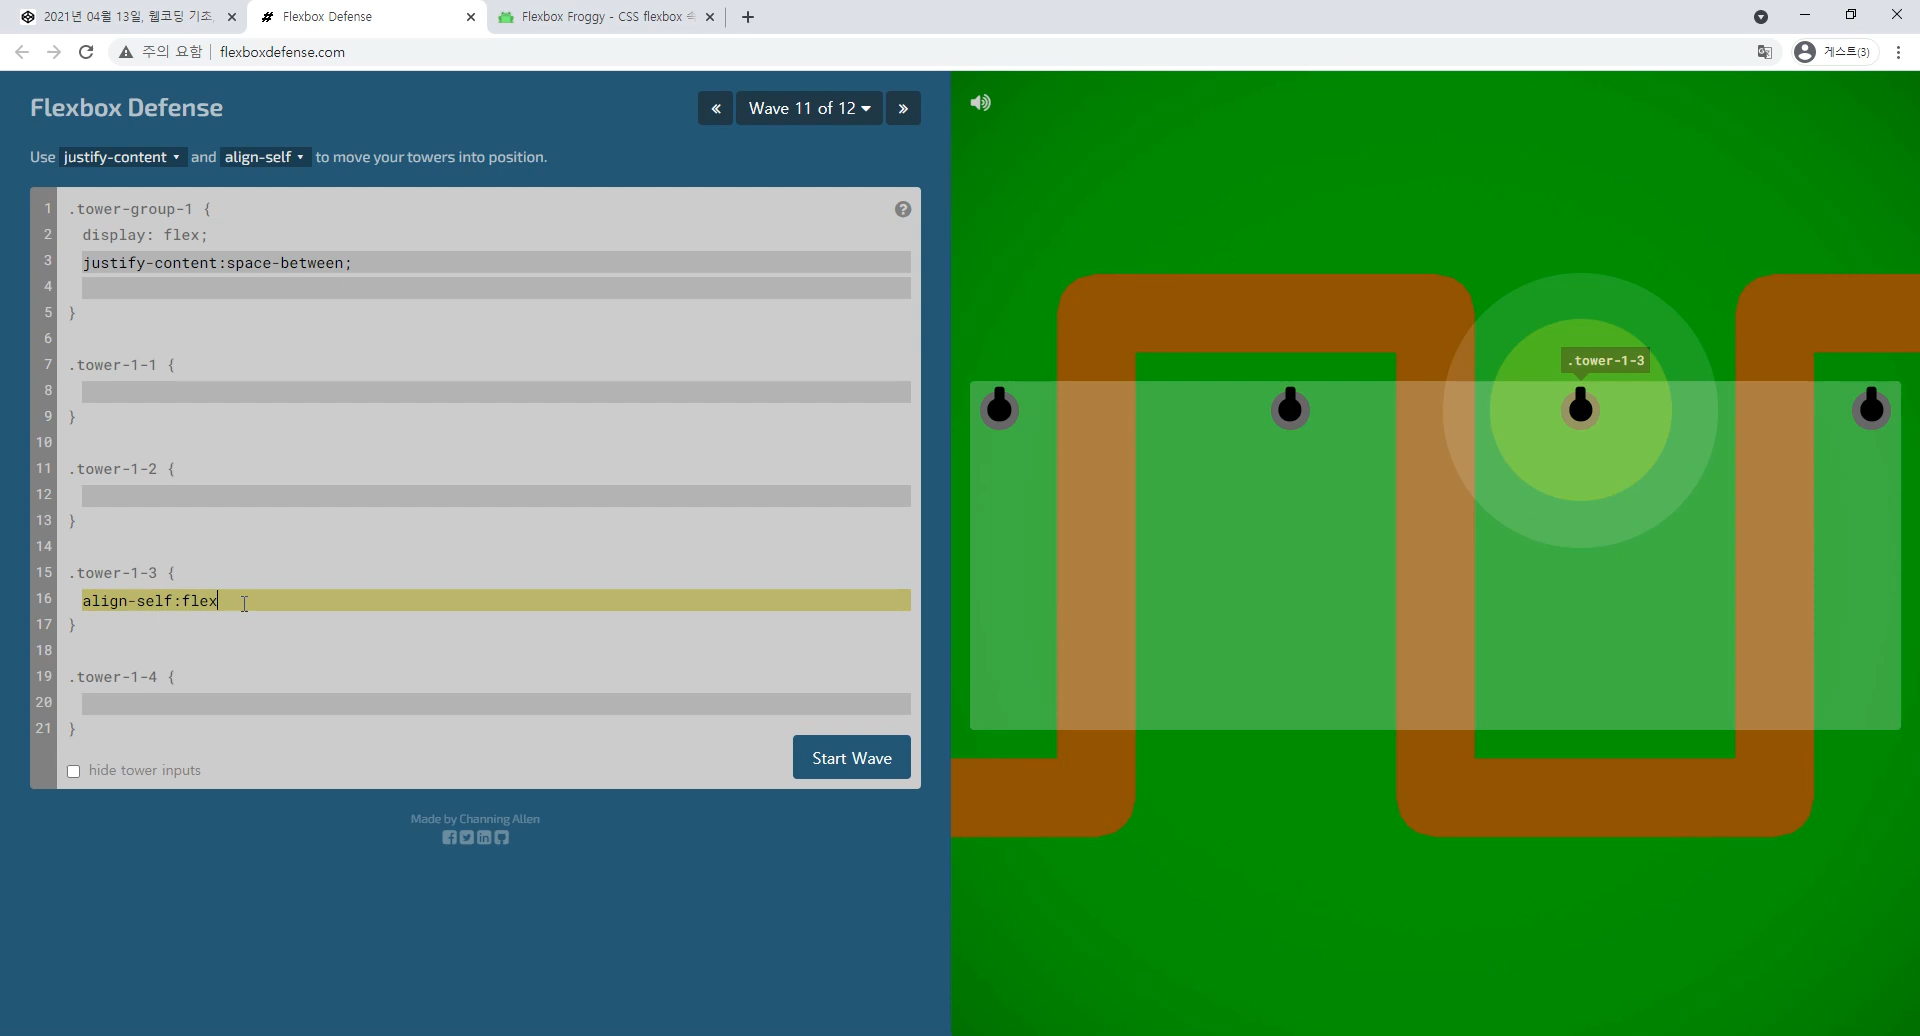 2021년 04월 13일, 웹코딩 기초.
Flexbox Defense
Flexbox Froggy - CSS flexbox
주의 요함
flexboxdefense.com
게스트(3)
Flexbox Defense
« Wave 11 of 12 »
Use justify-content and align-self to move your towers into position.
1 .tower-group-1 {
2 display: flex;
3 justify-content:space-between;
4
5 }
6
7 .tower-1-1 {
8
9 }
10
11 .tower-1-2 {
12
13 }
14
15 .tower-1-3 {
16 align-self:flex
17 }
18
19 .tower-1-4 {
20
21 }
hide tower inputs
Start Wave
Made by Channing Allen
.tower-1-3